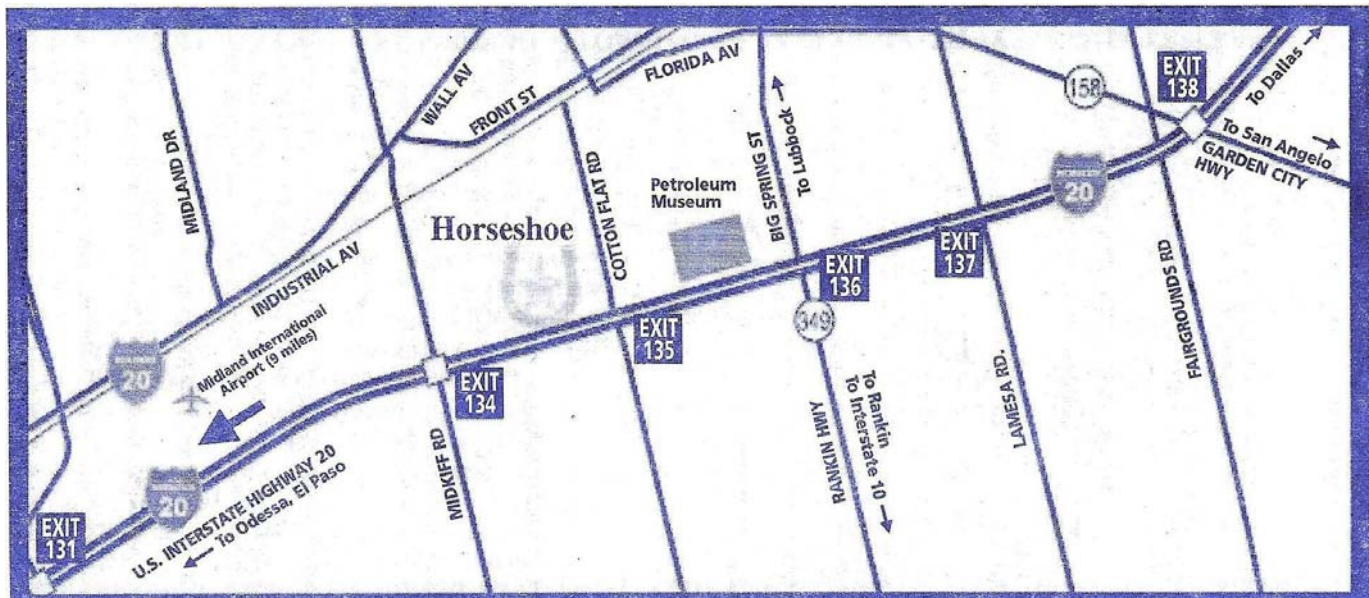 MIDLAND DR
WALL AV
FRONT ST
FLORIDA AV
INDUSTRIAL AV
Horseshoe
COTTON FLAT RD
Petroleum
Museum
BIG SPRING ST
To Lubbock
158
EXIT
138
To Dallas
To San Angelo
GARDEN CITY
HWY
20
EXIT
137
EXIT
136
349
EXIT
135
EXIT
134
Midland International
Airport (9 miles)
20
20
EXIT
131
U.S. INTERSTATE HIGHWAY 20
To Odessa, El Paso
MIDKIFF RD
RANKIN HWY
To Rankin
To Interstate 10
LAMESA RD.
FAIRGROUNDS RD